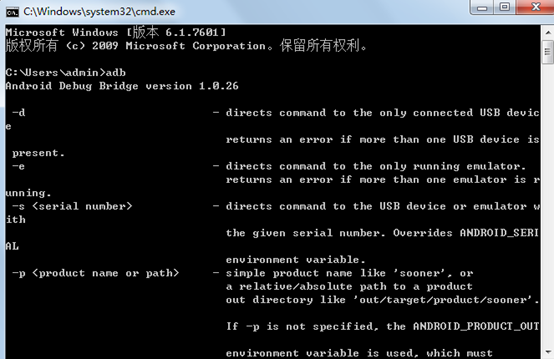 C:\Windows\system32\cmd.exe
Microsoft Windows [版本 6.1.7601]
版权所有 (c) 2009 Microsoft Corporation。保留所有权利。
C:\Users\admin>adb
Android Debug Bridge version 1.0.26
-d - directs command to the only connected USB devic
e
returns an error if more than one USB device is
present.
-e - directs command to the only running emulator.
returns an error if more than one emulator is r
unning.
-s <serial number> - directs command to the USB device or emulator w
ith
the given serial number. Overrides ANDROID_SERI
AL
environment variable.
-p <product name or path> - simple product name like 'sooner', or
a relative/absolute path to a product
out directory like 'out/target/product/sooner'.
If -p is not specified, the ANDROID_PRODUCT_OUT
environment variable is used, which must